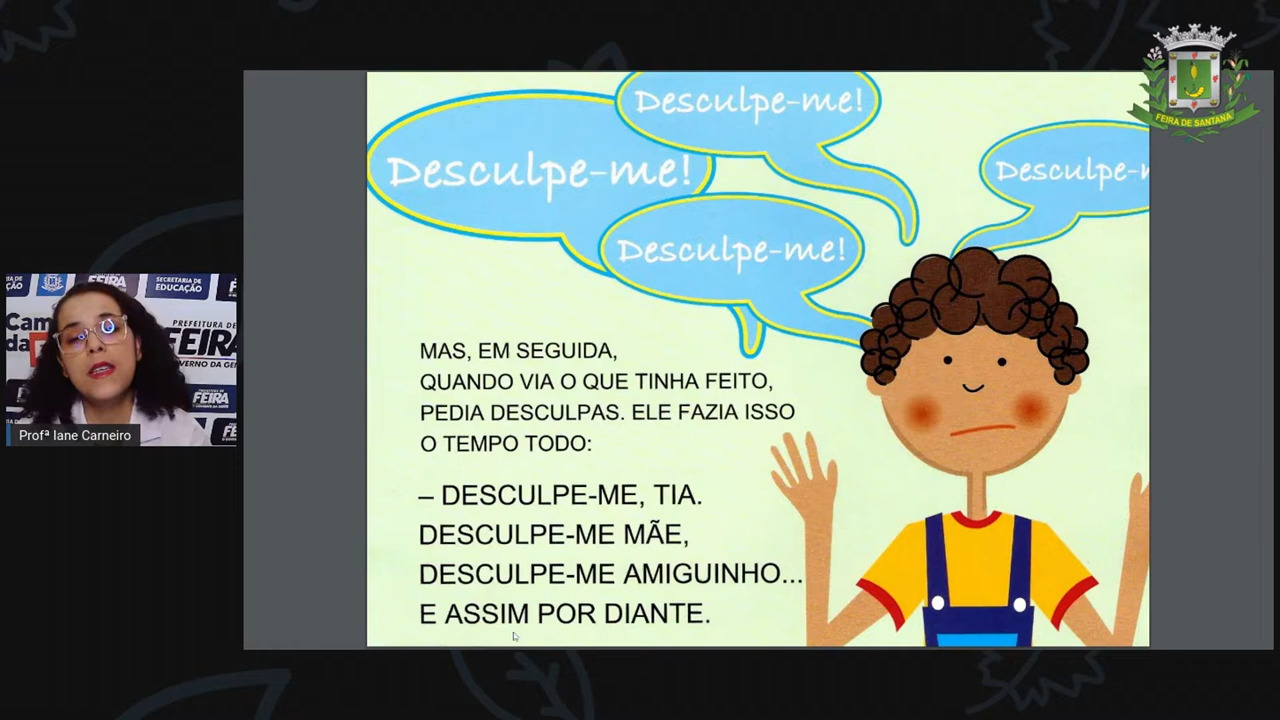 Desculpe-me!
Desculpe-me!
Desculpe-
Desculpe-me!
MAS, EM SEGUIDA,
QUANDO VIA O QUE TINHA FEITO,
PEDIA DESCULPAS. ELE FAZIA ISSO
O TEMPO TODO:
– DESCULPE-ME, TIA.
DESCULPE-ME MÃE,
DESCULPE-ME AMIGUINHO...
E ASSIM POR DIANTE.
FEIRA DE SANTANA
SECRETARIA DE
EDUCAÇÃO
FEIRA
PREFEITURA DE
FEIRA
Profª Iane Carneiro